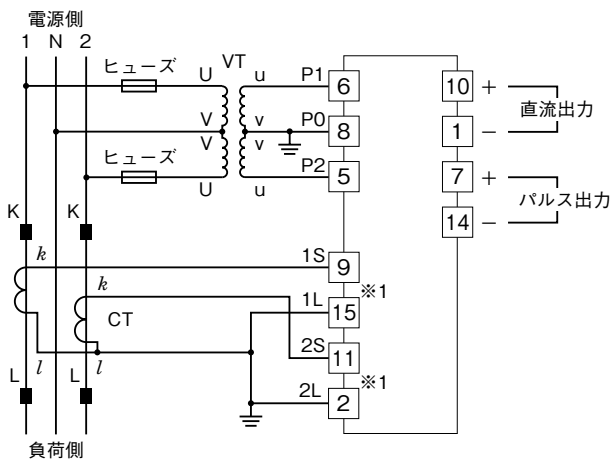 電源側
1 N 2
ヒューズ
VT
U u P1 6
10 + 直流出力
V P0 8
v
1 −
V v
ヒューズ
U u P2 5
7 + パルス出力
14 −
K K
k 1S 9
※1
k 1L 15
CT
2S 11
※1
l l
L L
2L 2
負荷側